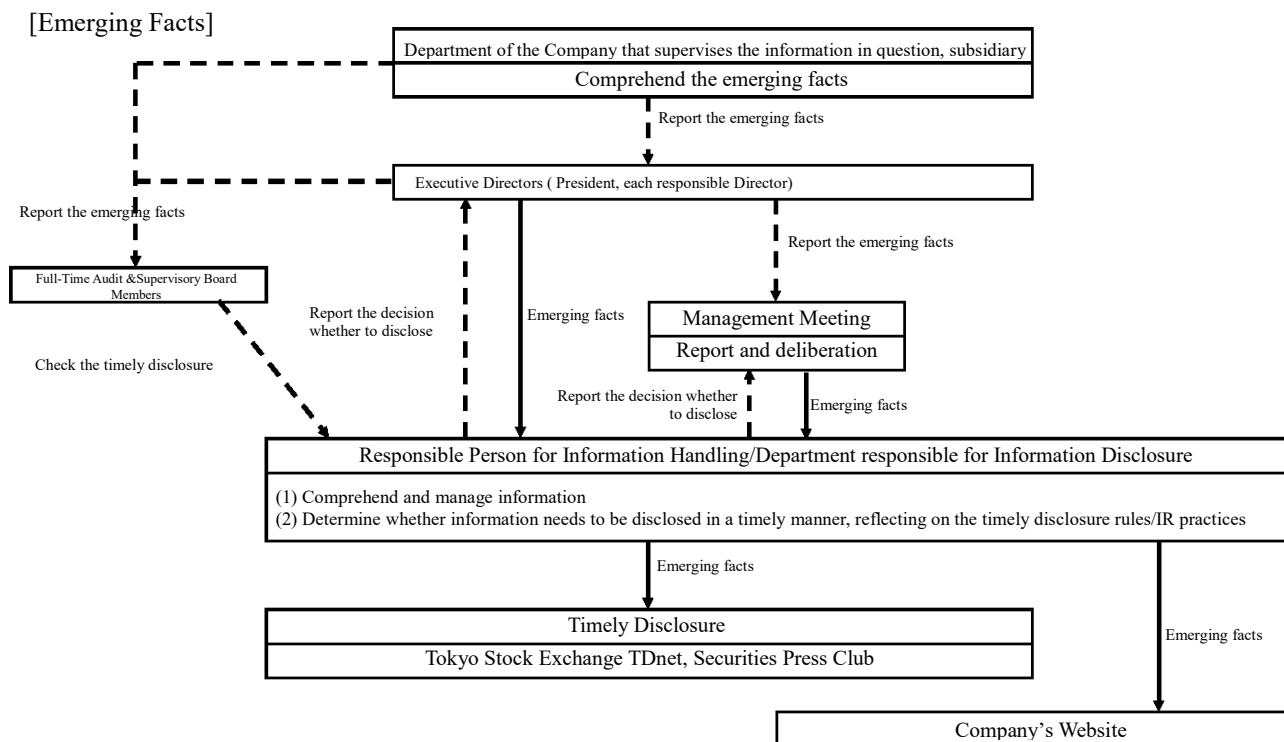 [Emerging Facts]
Department of the Company that supervises the information in question, subsidiary
Comprehend the emerging facts
Report the emerging facts
Executive Directors ( President, each responsible Director)
Report the emerging facts
Report the emerging facts
Full-Time Audit &Supervisory Board
Members
Report the decision
whether to disclose
Emerging facts
Management Meeting
Report and deliberation
Check the timely disclosure
Report the decision whether
to disclose
Emerging facts
Responsible Person for Information Handling/Department responsible for Information Disclosure
(1) Comprehend and manage information
(2) Determine whether information needs to be disclosed in a timely manner, reflecting on the timely disclosure rules/IR practices
Emerging facts
Timely Disclosure
Tokyo Stock Exchange TDnet, Securities Press Club
Emerging facts
Company’s Website